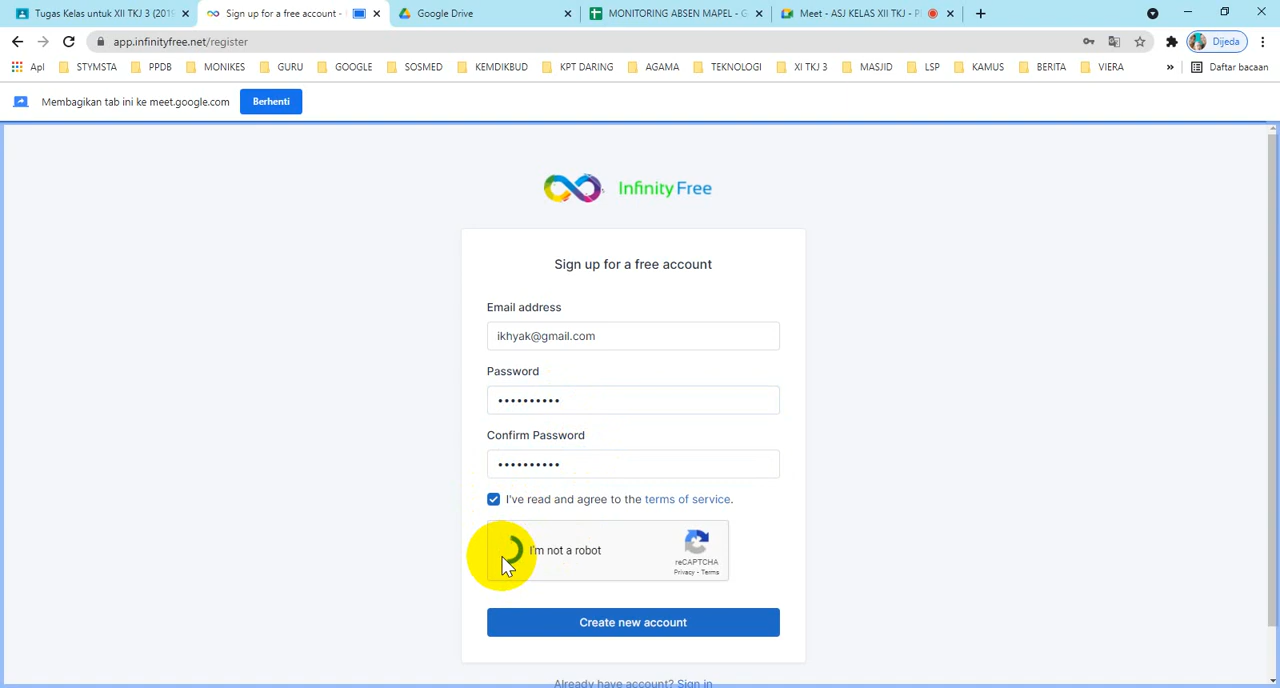 Tugas Kelas untuk XII TKJ 3 (2019
Sign up for a free account -
Google Drive
MONITORING ABSEN MAPEL - G
Meet - ASJ KELAS XII TKJ - P
app.infinityfree.net/register
Dijeda
Apl STYMSTA PPDB MONIKES GURU GOOGLE SOSMED KEMDIKBUD KPT DARING AGAMA TEKNOLOGI XI TKJ 3 MASJID LSP KAMUS BERITA VIERA » Daftar bacaan
Membagikan tab ini ke meet.google.com Berhenti
Infinity Free
Sign up for a free account
Email address
ikhyak@gmail.com
Password
••••••••••
Confirm Password
••••••••••
I've read and agree to the terms of service.
I'm not a robot
reCAPTCHA
Privacy - Terms
Create new account
Already have account? Sign in